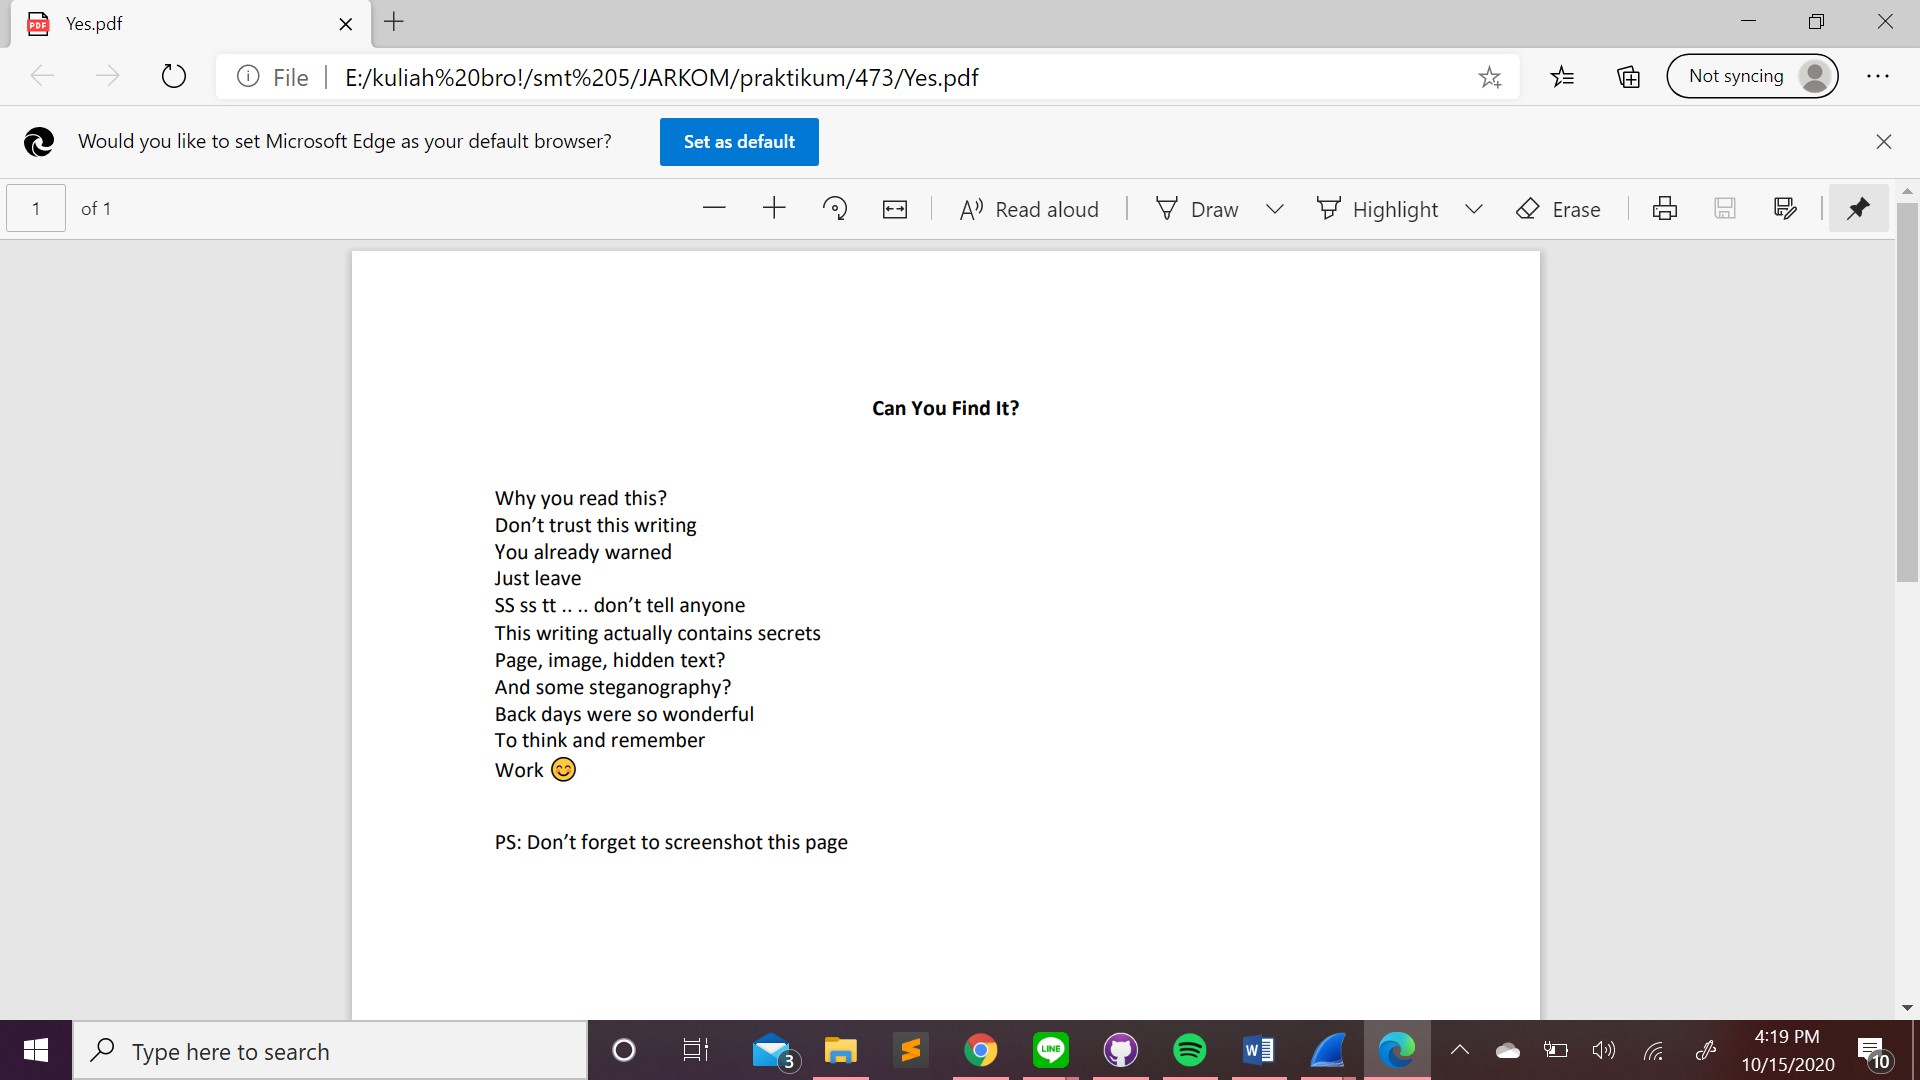 Yes.pdf
File | E:/kuliah%20bro!/smt%205/JARKOM/praktikum/473/Yes.pdf
Not syncing
Would you like to set Microsoft Edge as your default browser? Set as default
1 of 1 Read aloud Draw Highlight Erase
Can You Find It?
Why you read this?
Don’t trust this writing
You already warned
Just leave
SS ss tt .. .. don’t tell anyone
This writing actually contains secrets
Page, image, hidden text?
And some steganography?
Back days were so wonderful
To think and remember
Work 😊
PS: Don’t forget to screenshot this page
Type here to search
3
LINE
4:19 PM
10/15/2020
10